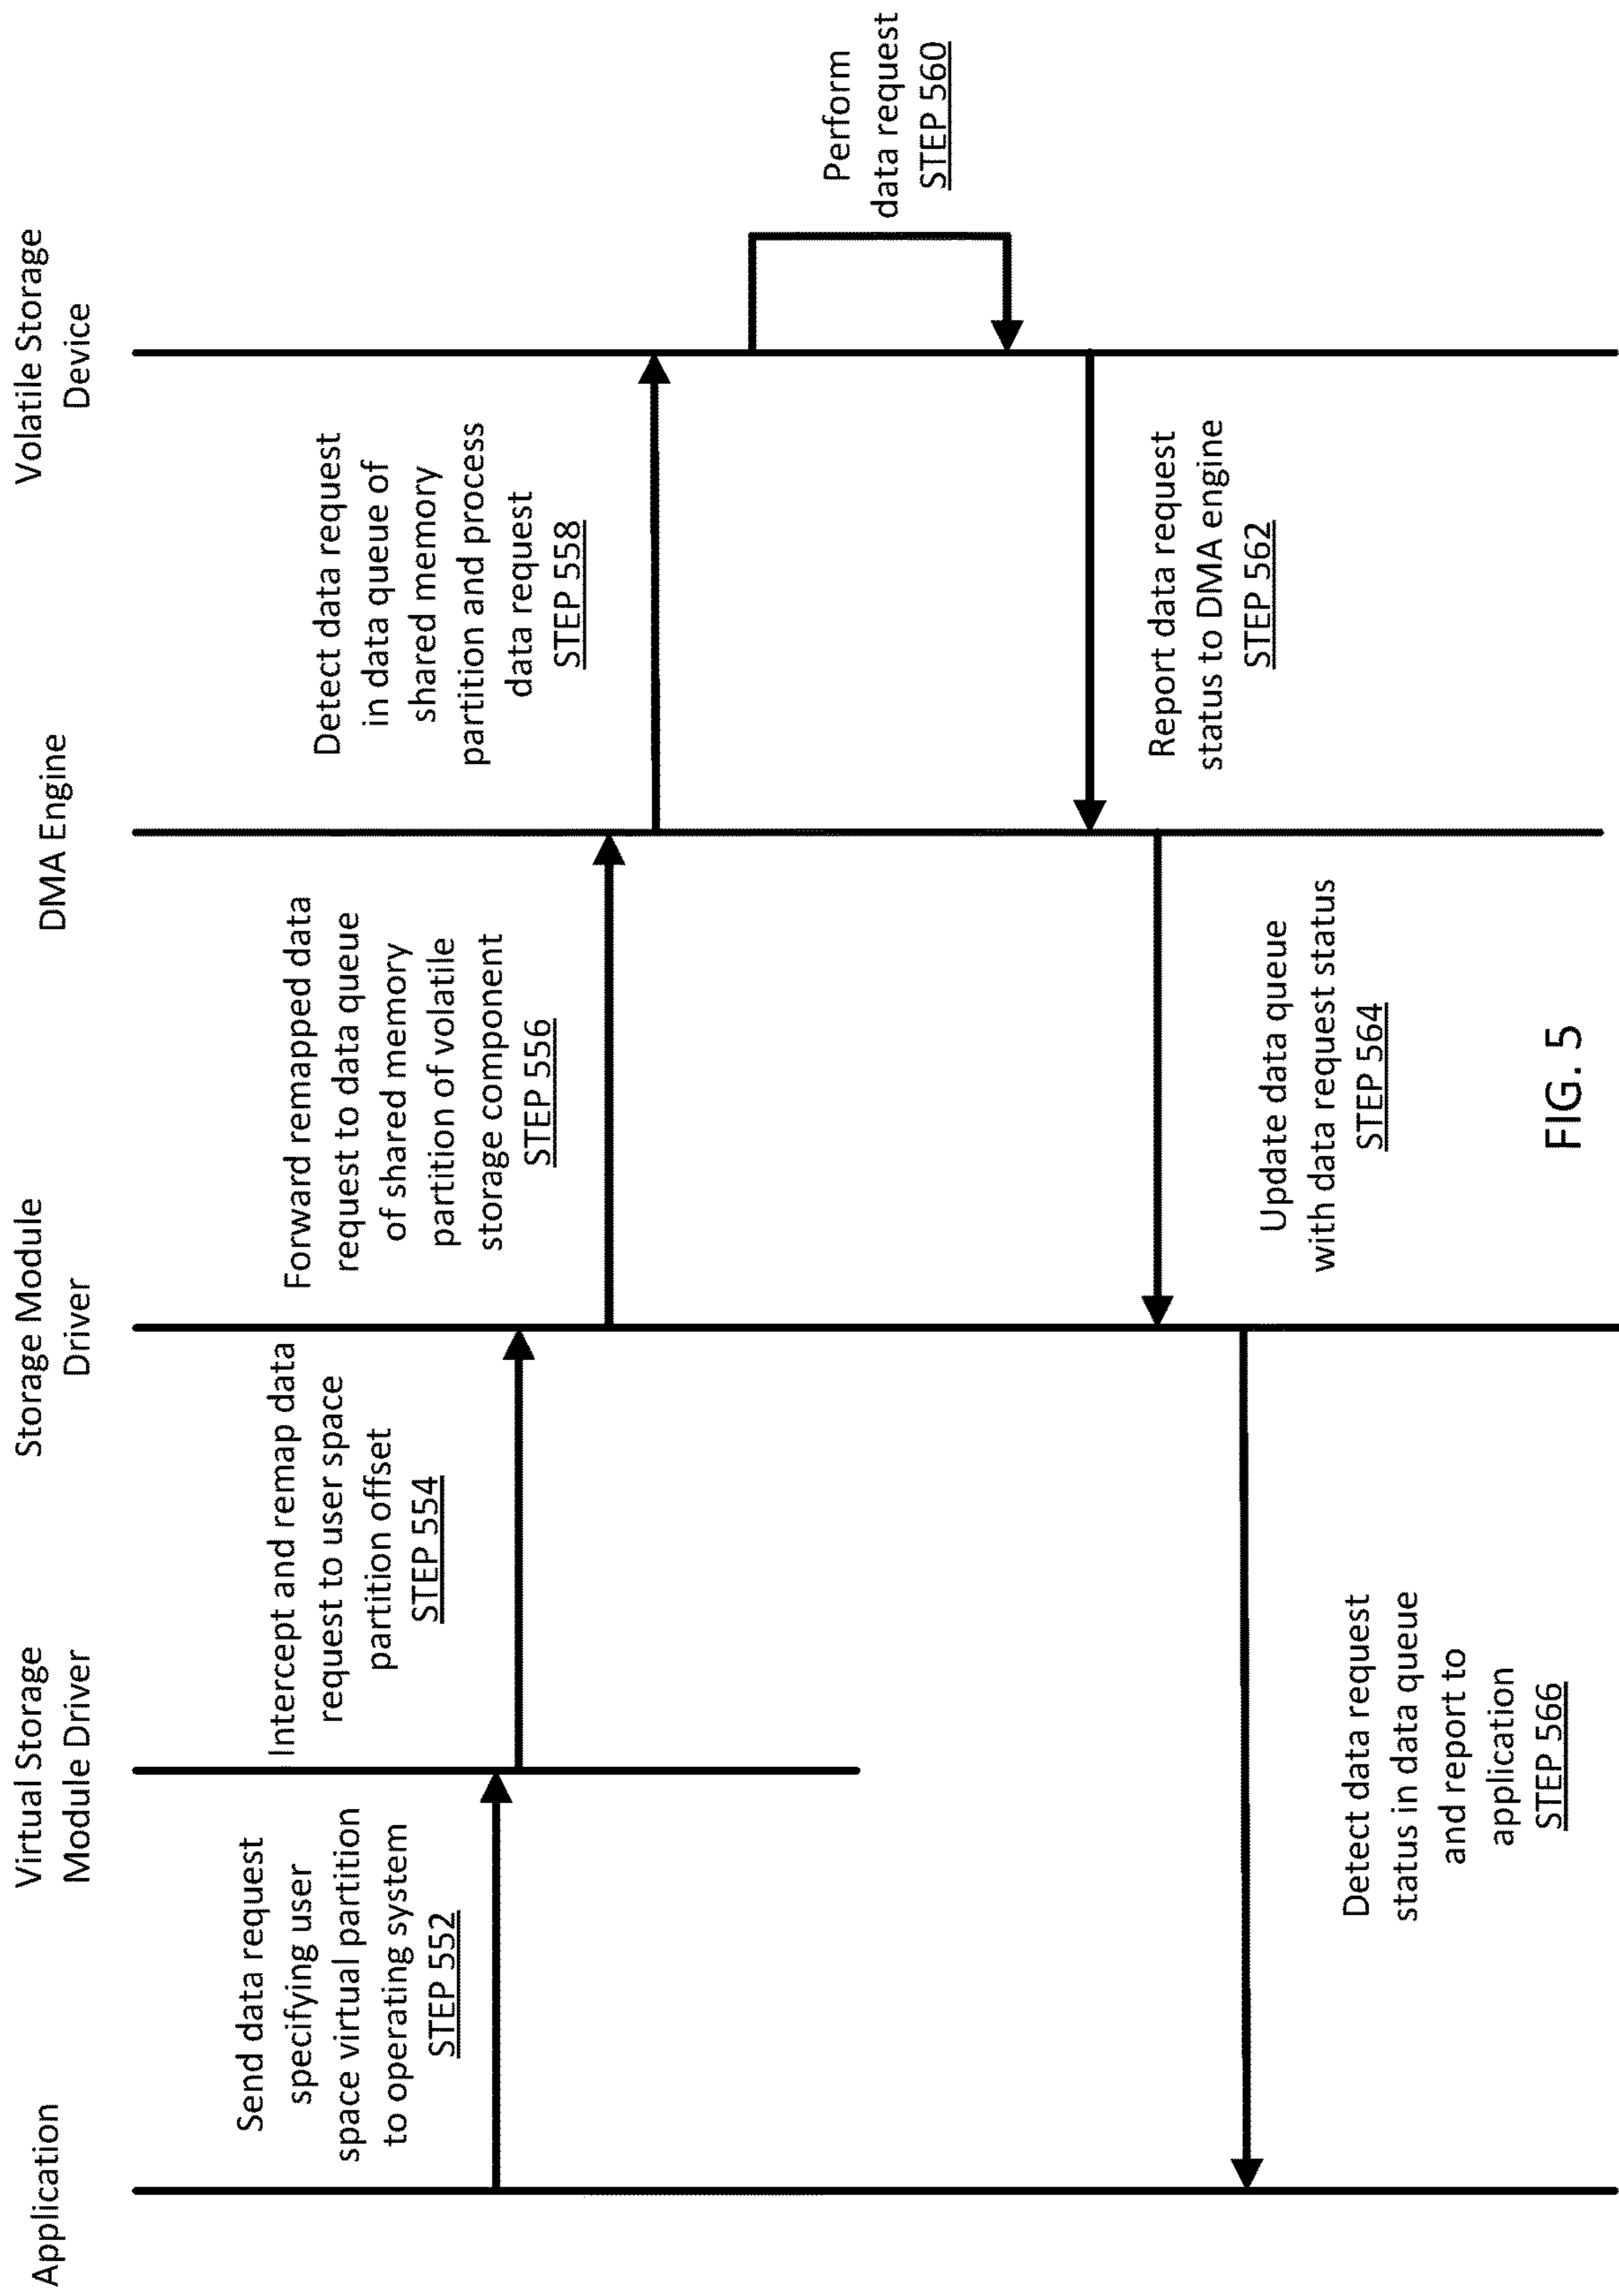 Application
Virtual Storage
Module Driver
Storage Module
Driver
DMA Engine
Volatile Storage
Device
Send data request
specifying user
space virtual partition
to operating system
STEP 552
Intercept and remap data
request to user space
partition offset
STEP 554
Forward remapped data
request to data queue
of shared memory
partition of volatile
storage component
STEP 556
Detect data request
in data queue of
shared memory
partition and process
data request
STEP 558
Perform
data request
STEP 560
Report data request
status to DMA engine
STEP 562
Update data queue
with data request status
STEP 564
Detect data request
status in data queue
and report to
application
STEP 566
FIG. 5